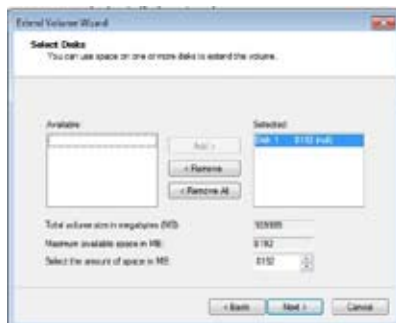 Extend Volume Wizard
Select Disks
You can use space on one or more disks to extend the volume.
Available:
Selected:
Disk 1
Add >
< Remove
< Remove All
Total volume size in megabytes (MB):
Maximum available space in MB:
8192
Select the amount of space in MB:
8192
< Back
Next >
Cancel